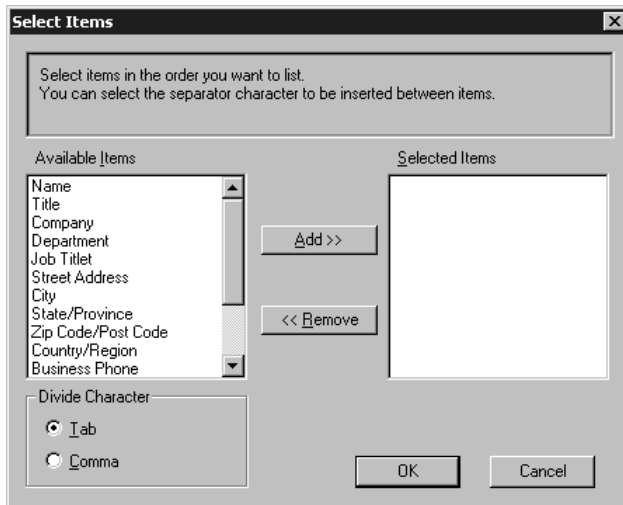 Select Items
Select items in the order you want to list.
You can select the separator character to be inserted between items.
Available Items
Selected Items
Name
Title
Company
Department
Job Titlet
Street Address
City
State/Province
Zip Code/Post Code
Country/Region
Business Phone
Add >>
<< Remove
Divide Character
Tab
Comma
OK
Cancel